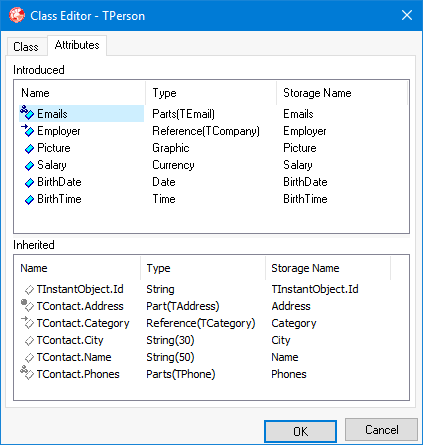 Class Editor - TPerson
Class Attributes
Introduced
Name Type Storage Name
Emails Parts(TEmail) Emails
Employer Reference(TCompany) Employer
Picture Graphic Picture
Salary Currency Salary
BirthDate Date BirthDate
BirthTime Time BirthTime
Inherited
Name Type Storage Name
TInstantObject.Id String TInstantObject.Id
TContact.Address Part(TAddress) Address
TContact.Category Reference(TCategory) Category
TContact.City String(30) City
TContact.Name String(50) Name
TContact.Phones Parts(TPhone) Phones
OK Cancel